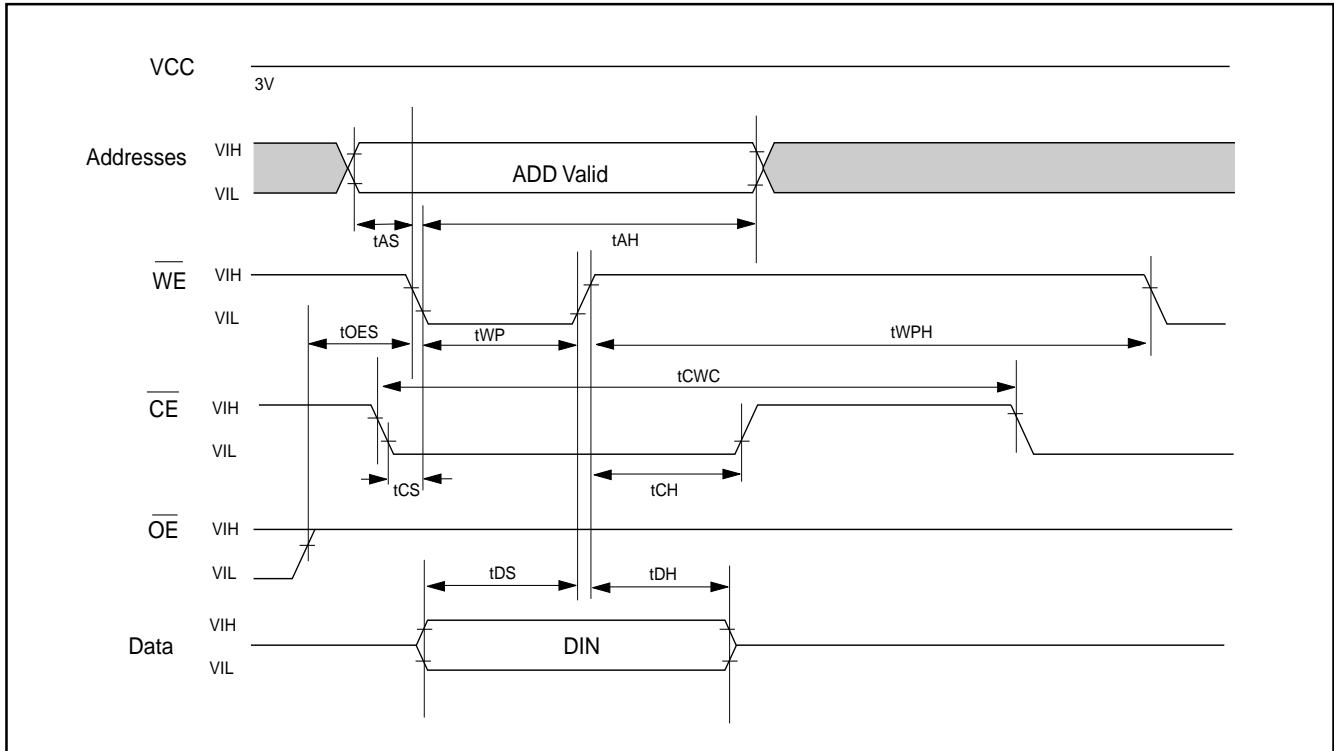 VCC
3V
Addresses
VIH
ADD Valid
VIL
tAS
tAH
WE
VIH
VIL
tOES
tWP
tWPH
tCWC
CE
VIH
VIL
tCS
tCH
OE
VIH
VIL
tDS
tDH
Data
VIH
DIN
VIL